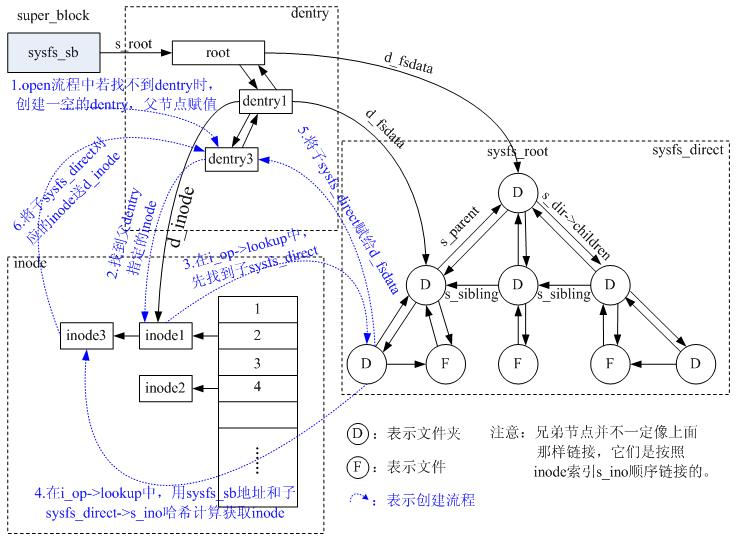 super_block
dentry
sysfs_sb
s_root
root
d_fsdata
1.open流程中若找不到dentry时，
创建一空的dentry，父节点赋值
dentry1
d_fsdata
dentry3
5.将子sysfs_direct赋给d_fsdata
sysfs_root
sysfs_direct
6.将子sysfs_direct对
应的inode送d_inode
2.找到父dentry
指定的inode
d_inode
3.在i_op->lookup中，
先找到子sysfs_direct
D
s_parent
s_dir->children
inode
D
s_sibling
D
s_sibling
D
1
inode3
inode1
2
3
inode2
4
D
F
F
F
D
⋮
4.在i_op->lookup中，用sysfs_sb地址和子
sysfs_direct->s_ino哈希计算获取inode
D：表示文件夹
F：表示文件
：表示创建流程
注意：兄弟节点并不一定像上面
那样链接，它们是按照
inode索引s_ino顺序链接的。